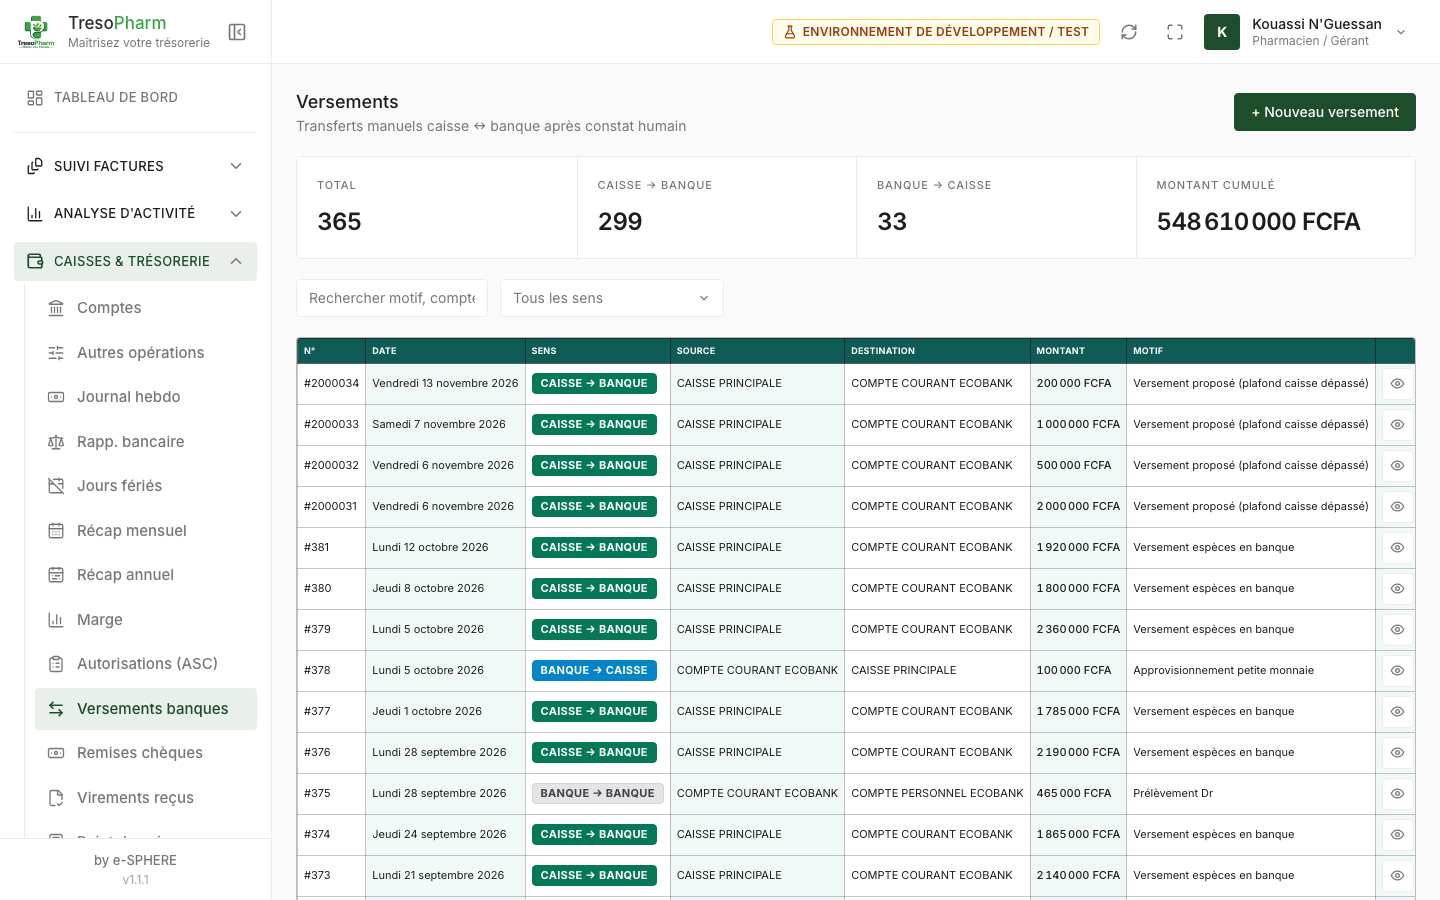 TresoPharm
TresoPharm
Maîtrisez votre trésorerie
ENVIRONNEMENT DE DÉVELOPPEMENT / TEST
K
Kouassi N'Guessan
Pharmacien / Gérant
TABLEAU DE BORD
SUIVI FACTURES
ANALYSE D'ACTIVITÉ
CAISSES & TRÉSORERIE
Comptes
Autres opérations
Journal hebdo
Rapp. bancaire
Jours fériés
Récap mensuel
Récap annuel
Marge
Autorisations (ASC)
Versements banques
Remises chèques
Virements reçus
by e-SPHERE
v1.1.1
Versements
Transferts manuels caisse ↔ banque après constat humain
+ Nouveau versement
TOTAL
365
CAISSE → BANQUE
299
BANQUE → CAISSE
33
MONTANT CUMULÉ
548 610 000 FCFA
Rechercher motif, compte
Tous les sens
N° DATE SENS SOURCE DESTINATION MONTANT MOTIF
#2000034 Vendredi 13 novembre 2026 CAISSE → BANQUE CAISSE PRINCIPALE COMPTE COURANT ECOBANK 200 000 FCFA Versement proposé (plafond caisse dépassé)
#2000033 Samedi 7 novembre 2026 CAISSE → BANQUE CAISSE PRINCIPALE COMPTE COURANT ECOBANK 1 000 000 FCFA Versement proposé (plafond caisse dépassé)
#2000032 Vendredi 6 novembre 2026 CAISSE → BANQUE CAISSE PRINCIPALE COMPTE COURANT ECOBANK 500 000 FCFA Versement proposé (plafond caisse dépassé)
#2000031 Vendredi 6 novembre 2026 CAISSE → BANQUE CAISSE PRINCIPALE COMPTE COURANT ECOBANK 2 000 000 FCFA Versement proposé (plafond caisse dépassé)
#381 Lundi 12 octobre 2026 CAISSE → BANQUE CAISSE PRINCIPALE COMPTE COURANT ECOBANK 1 920 000 FCFA Versement espèces en banque
#380 Jeudi 8 octobre 2026 CAISSE → BANQUE CAISSE PRINCIPALE COMPTE COURANT ECOBANK 1 800 000 FCFA Versement espèces en banque
#379 Lundi 5 octobre 2026 CAISSE → BANQUE CAISSE PRINCIPALE COMPTE COURANT ECOBANK 2 360 000 FCFA Versement espèces en banque
#378 Lundi 5 octobre 2026 BANQUE → CAISSE COMPTE COURANT ECOBANK CAISSE PRINCIPALE 100 000 FCFA Approvisionnement petite monnaie
#377 Jeudi 1 octobre 2026 CAISSE → BANQUE CAISSE PRINCIPALE COMPTE COURANT ECOBANK 1 785 000 FCFA Versement espèces en banque
#376 Lundi 28 septembre 2026 CAISSE → BANQUE CAISSE PRINCIPALE COMPTE COURANT ECOBANK 2 190 000 FCFA Versement espèces en banque
#375 Lundi 28 septembre 2026 BANQUE → BANQUE COMPTE COURANT ECOBANK COMPTE PERSONNEL ECOBANK 465 000 FCFA Prélèvement Dr
#374 Jeudi 24 septembre 2026 CAISSE → BANQUE CAISSE PRINCIPALE COMPTE COURANT ECOBANK 1 865 000 FCFA Versement espèces en banque
#373 Lundi 21 septembre 2026 CAISSE → BANQUE CAISSE PRINCIPALE COMPTE COURANT ECOBANK 2 140 000 FCFA Versement espèces en banque